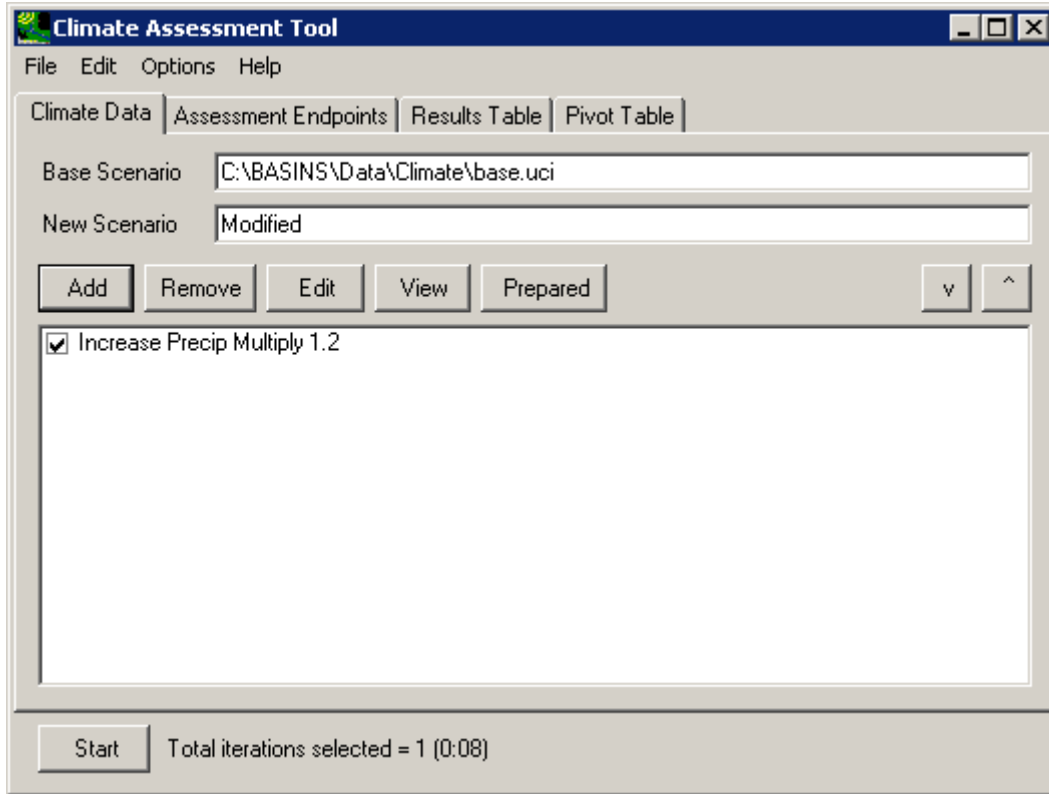 Climate Assessment Tool
File Edit Options Help
Climate Data Assessment Endpoints Results Table Pivot Table
Base Scenario C:\BASINS\Data\Climate\base.uci
New Scenario Modified
Add Remove Edit View Prepared v ^
Increase Precip Multiply 1.2
Start Total iterations selected = 1 (0:08)